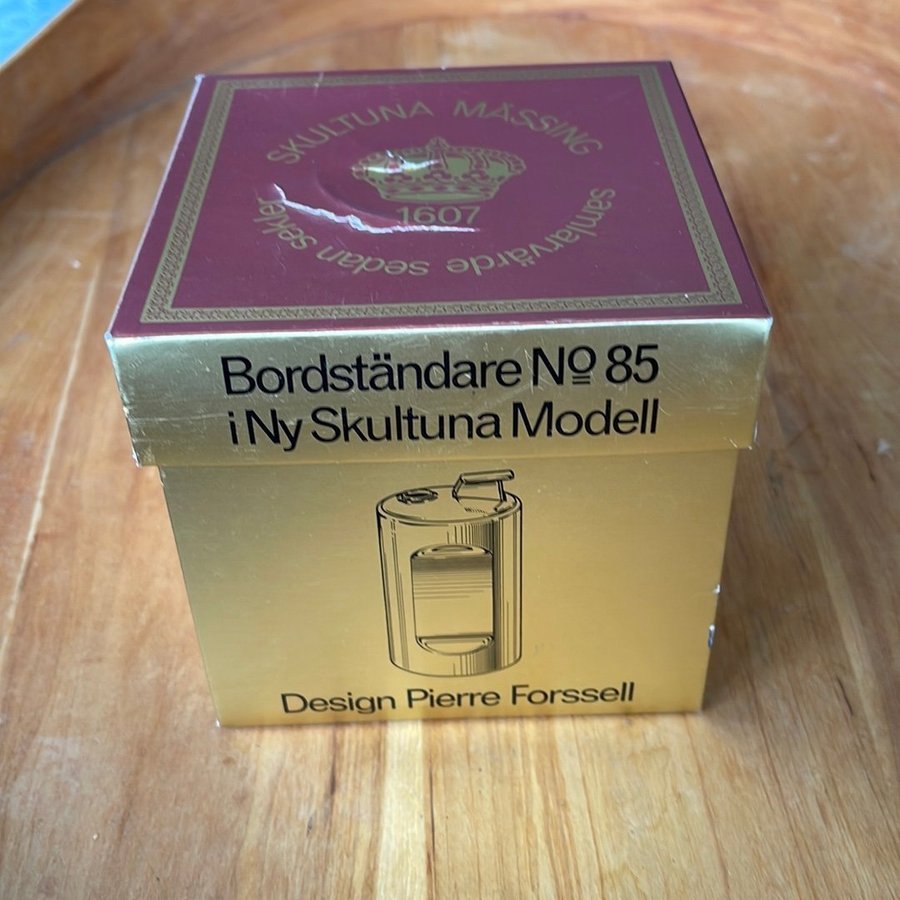 SKULTUNA MÄSSING
1607
samlarvärde sedan sekler
Bordständare Nº 85
i Ny Skultuna Modell
Design Pierre Forssell